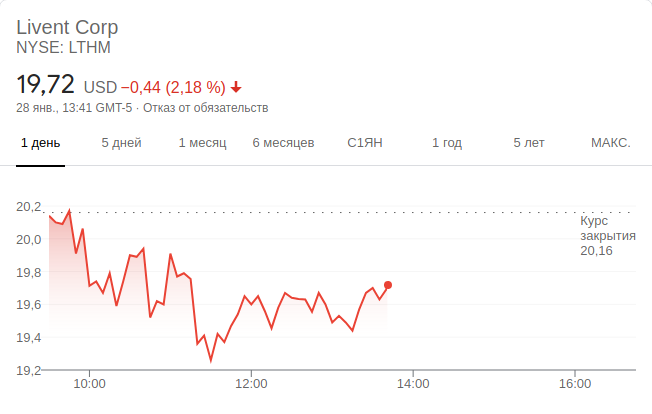 Livent Corp
NYSE: LTHM
19,72 USD −0,44 (2,18 %)
28 янв., 13:41 GMT-5 · Отказ от обязательств
1 день 5 дней 1 месяц 6 месяцев С1ЯН 1 год 5 лет МАКС.
20,2
Курс
закрытия
20,16
20,0
19,8
19,6
19,4
19,2
10:00 12:00 14:00 16:00